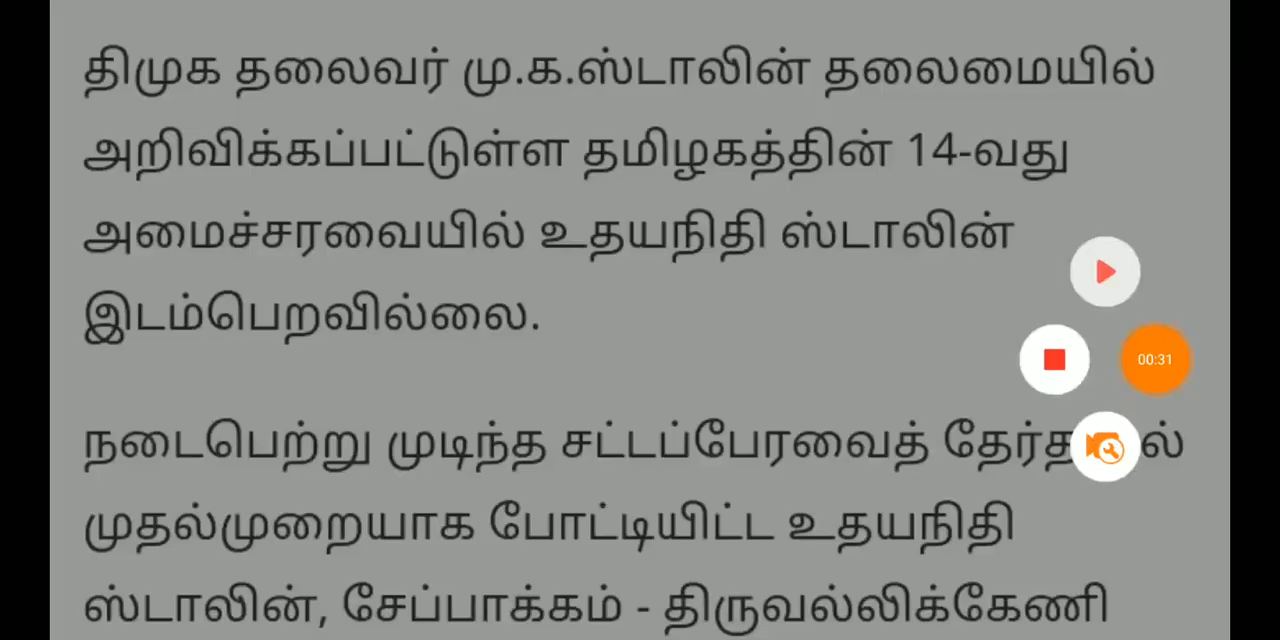 திமுக தலைவர் மு.க.ஸ்டாலின் தலைமையில்
அறிவிக்கப்பட்டுள்ள தமிழகத்தின் 14-வது
அமைச்சரவையில் உதயநிதி ஸ்டாலின்
இடம்பெறவில்லை.
00:31
நடைபெற்று முடிந்த சட்டப்பேரவைத்
முதல்முறையாக போட்டியிட்ட உதயநிதி
ஸ்டாலின், சேப்பாக்கம் - திருவல்லிக்கேணி